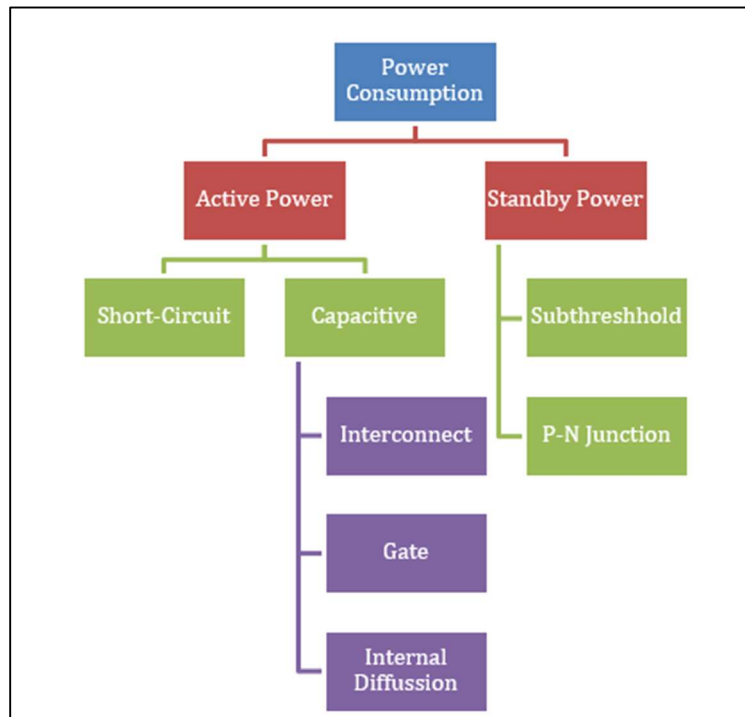 Power
Consumption
Active Power
Standby Power
Short-Circuit
Capacitive
Subthreshhold
Interconnect
P-N Junction
Gate
Internal
Diffussion